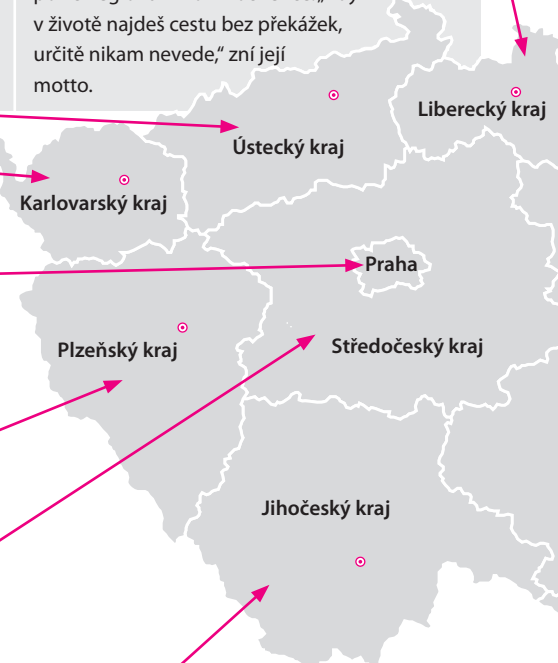 v životě najdeš cestu bez překážek,
určitě nikam nevede,“ zní její
motto.
Liberecký kraj
Ústecký kraj
Karlovarský kraj
Praha
Plzeňský kraj
Středočeský kraj
Jihočeský kraj